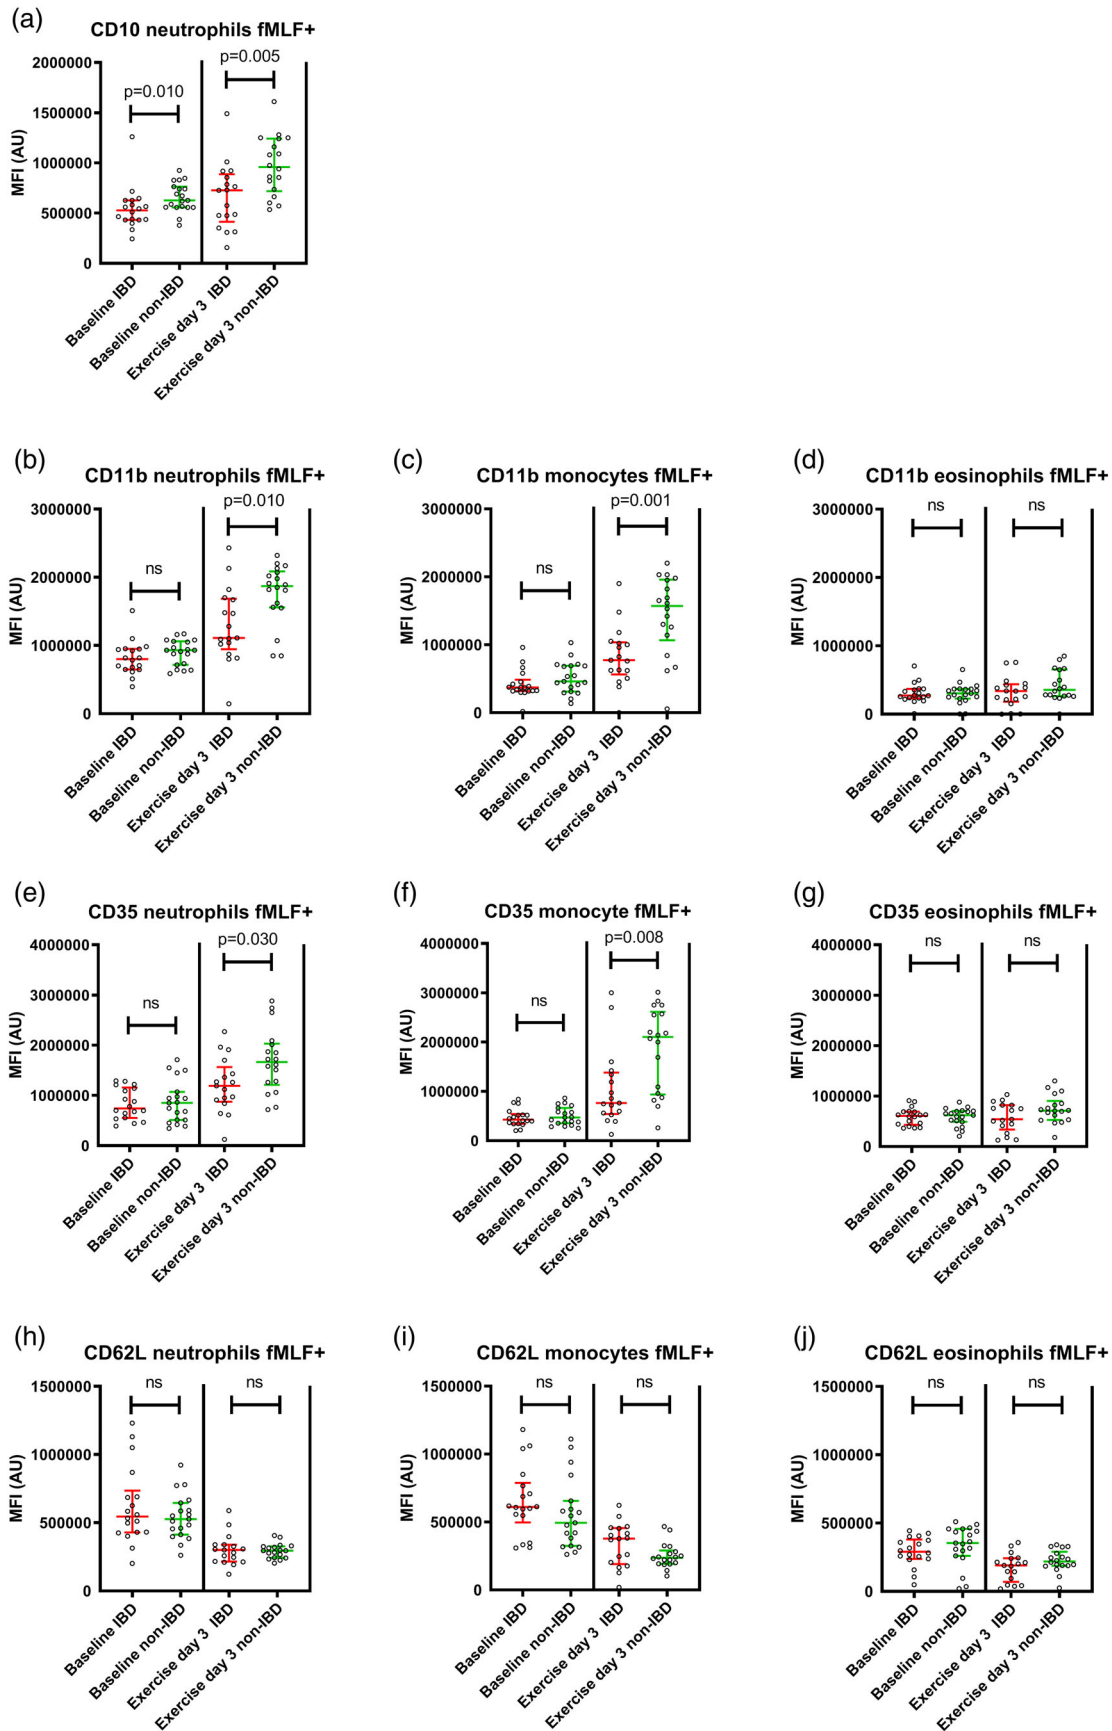 (a)
CD10 neutrophils fMLF+
p=0.005
p=0.010
2000000
1500000
1000000
500000
0
MFI (AU)
Baseline IBD
Baseline non-IBD
Exercise day 3 IBD
Exercise day 3 non-IBD
(b)
CD11b neutrophils fMLF+
p=0.010
ns
3000000
2000000
1000000
0
MFI (AU)
Baseline IBD
Baseline non-IBD
Exercise day 3 IBD
Exercise day 3 non-IBD
(c)
CD11b monocytes fMLF+
p=0.001
ns
3000000
2000000
1000000
0
MFI (AU)
Baseline IBD
Baseline non-IBD
Exercise day 3 IBD
Exercise day 3 non-IBD
(d)
CD11b eosinophils fMLF+
ns
ns
3000000
2000000
1000000
0
MFI (AU)
Baseline IBD
Baseline non-IBD
Exercise day 3 IBD
Exercise day 3 non-IBD
(e)
CD35 neutrophils fMLF+
p=0.030
ns
4000000
3000000
2000000
1000000
0
MFI (AU)
Baseline IBD
Baseline non-IBD
Exercise day 3 IBD
Exercise day 3 non-IBD
(f)
CD35 monocyte fMLF+
p=0.008
ns
4000000
3000000
2000000
1000000
0
MFI (AU)
Baseline IBD
Baseline non-IBD
Exercise day 3 IBD
Exercise day 3 non-IBD
(g)
CD35 eosinophils fMLF+
ns
ns
4000000
3000000
2000000
1000000
0
MFI (AU)
Baseline IBD
Baseline non-IBD
Exercise day 3 IBD
Exercise day 3 non-IBD
(h)
CD62L neutrophils fMLF+
ns
ns
1500000
1000000
500000
0
MFI (AU)
Baseline IBD
Baseline non-IBD
Exercise day 3 IBD
Exercise day 3 non-IBD
(i)
CD62L monocytes fMLF+
ns
ns
1500000
1000000
500000
0
MFI (AU)
Baseline IBD
Baseline non-IBD
Exercise day 3 IBD
Exercise day 3 non-IBD
(j)
CD62L eosinophils fMLF+
ns
ns
1500000
1000000
500000
0
MFI (AU)
Baseline IBD
Baseline non-IBD
Exercise day 3 IBD
Exercise day 3 non-IBD